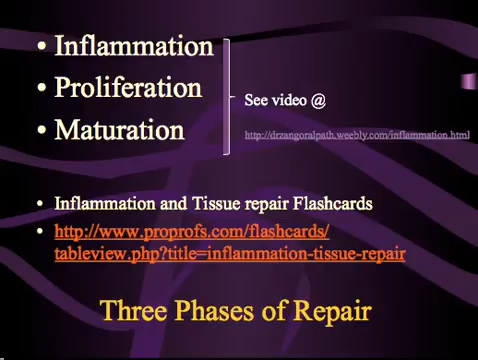 • Inflammation
• Proliferation
• Maturation
See video @
http://drzangoralpath.weebly.com/inflammation.html
• Inflammation and Tissue repair Flashcards
• http://www.proprofs.com/flashcards/
tableview.php?title=inflammation-tissue-repair
Three Phases of Repair